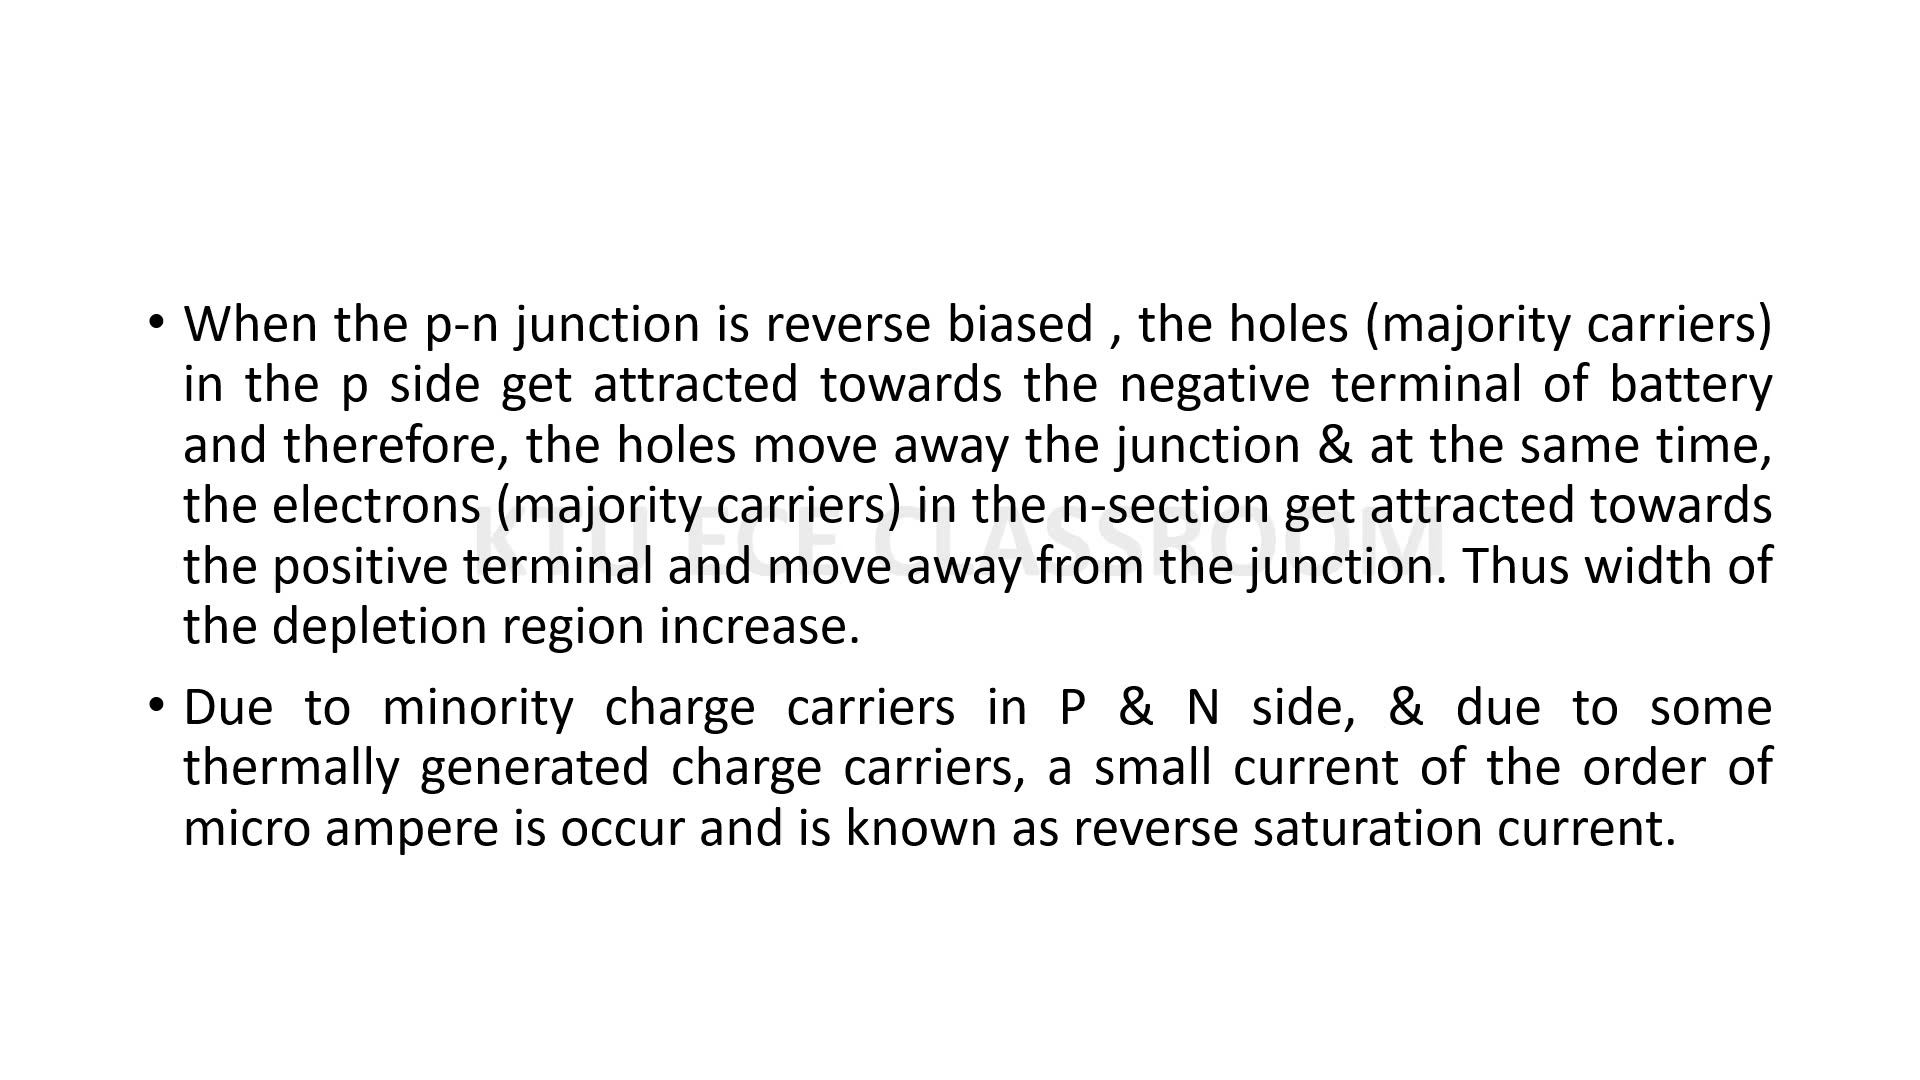 • When the p-n junction is reverse biased , the holes (majority carriers)
in the p side get attracted towards the negative terminal of battery
and therefore, the holes move away the junction & at the same time,
the electrons (majority carriers) in the n-section get attracted towards
KTU ECE CLASSROOM
the positive terminal and move away from the junction. Thus width of
the depletion region increase.
• Due to minority charge carriers in P & N side, & due to some
thermally generated charge carriers, a small current of the order of
micro ampere is occur and is known as reverse saturation current.